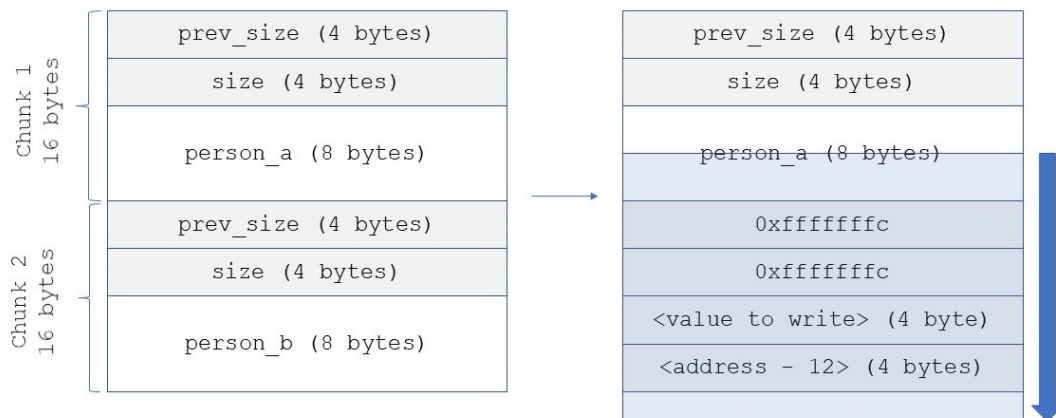 Chunk 1
16 bytes
prev_size (4 bytes)
size (4 bytes)
person_a (8 bytes)
Chunk 2
16 bytes
prev_size (4 bytes)
size (4 bytes)
person_b (8 bytes)
prev_size (4 bytes)
size (4 bytes)
person_a (8 bytes)
0xfffffffc
0xfffffffc
<value to write> (4 byte)
<address - 12> (4 bytes)